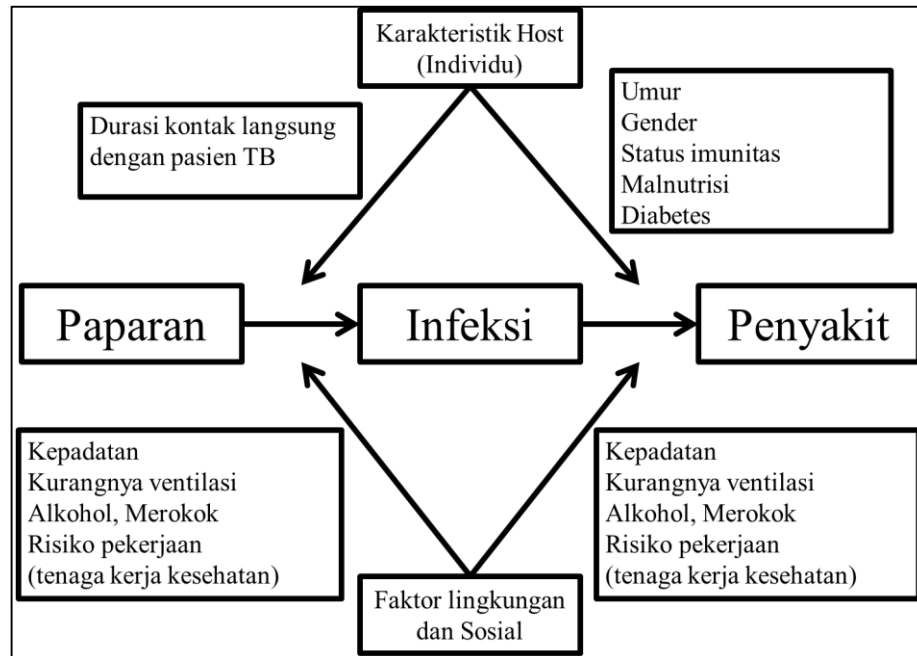 Karakteristik Host
(Individu)
Durasi kontak langsung
dengan pasien TB
Umur
Gender
Status imunitas
Malnutrisi
Diabetes
Paparan
Infeksi
Penyakit
Kepadatan
Kurangnya ventilasi
Alkohol, Merokok
Risiko pekerjaan
(tenaga kerja kesehatan)
Kepadatan
Kurangnya ventilasi
Alkohol, Merokok
Risiko pekerjaan
(tenaga kerja kesehatan)
Faktor lingkungan
dan Sosial